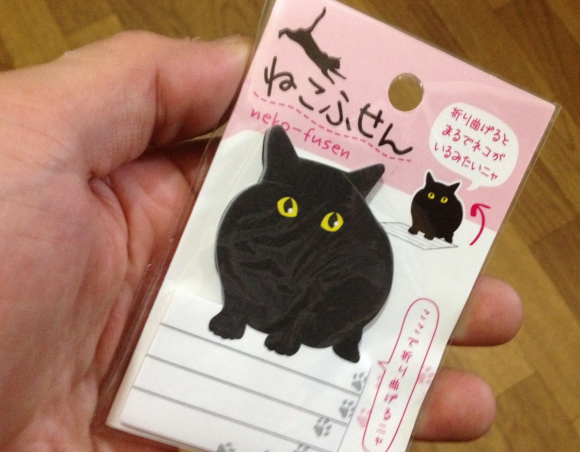 ねこふせん
neko-fusen
折り曲げると
まるでネコが
いるみたいニャ
ここで折り曲げるニャ